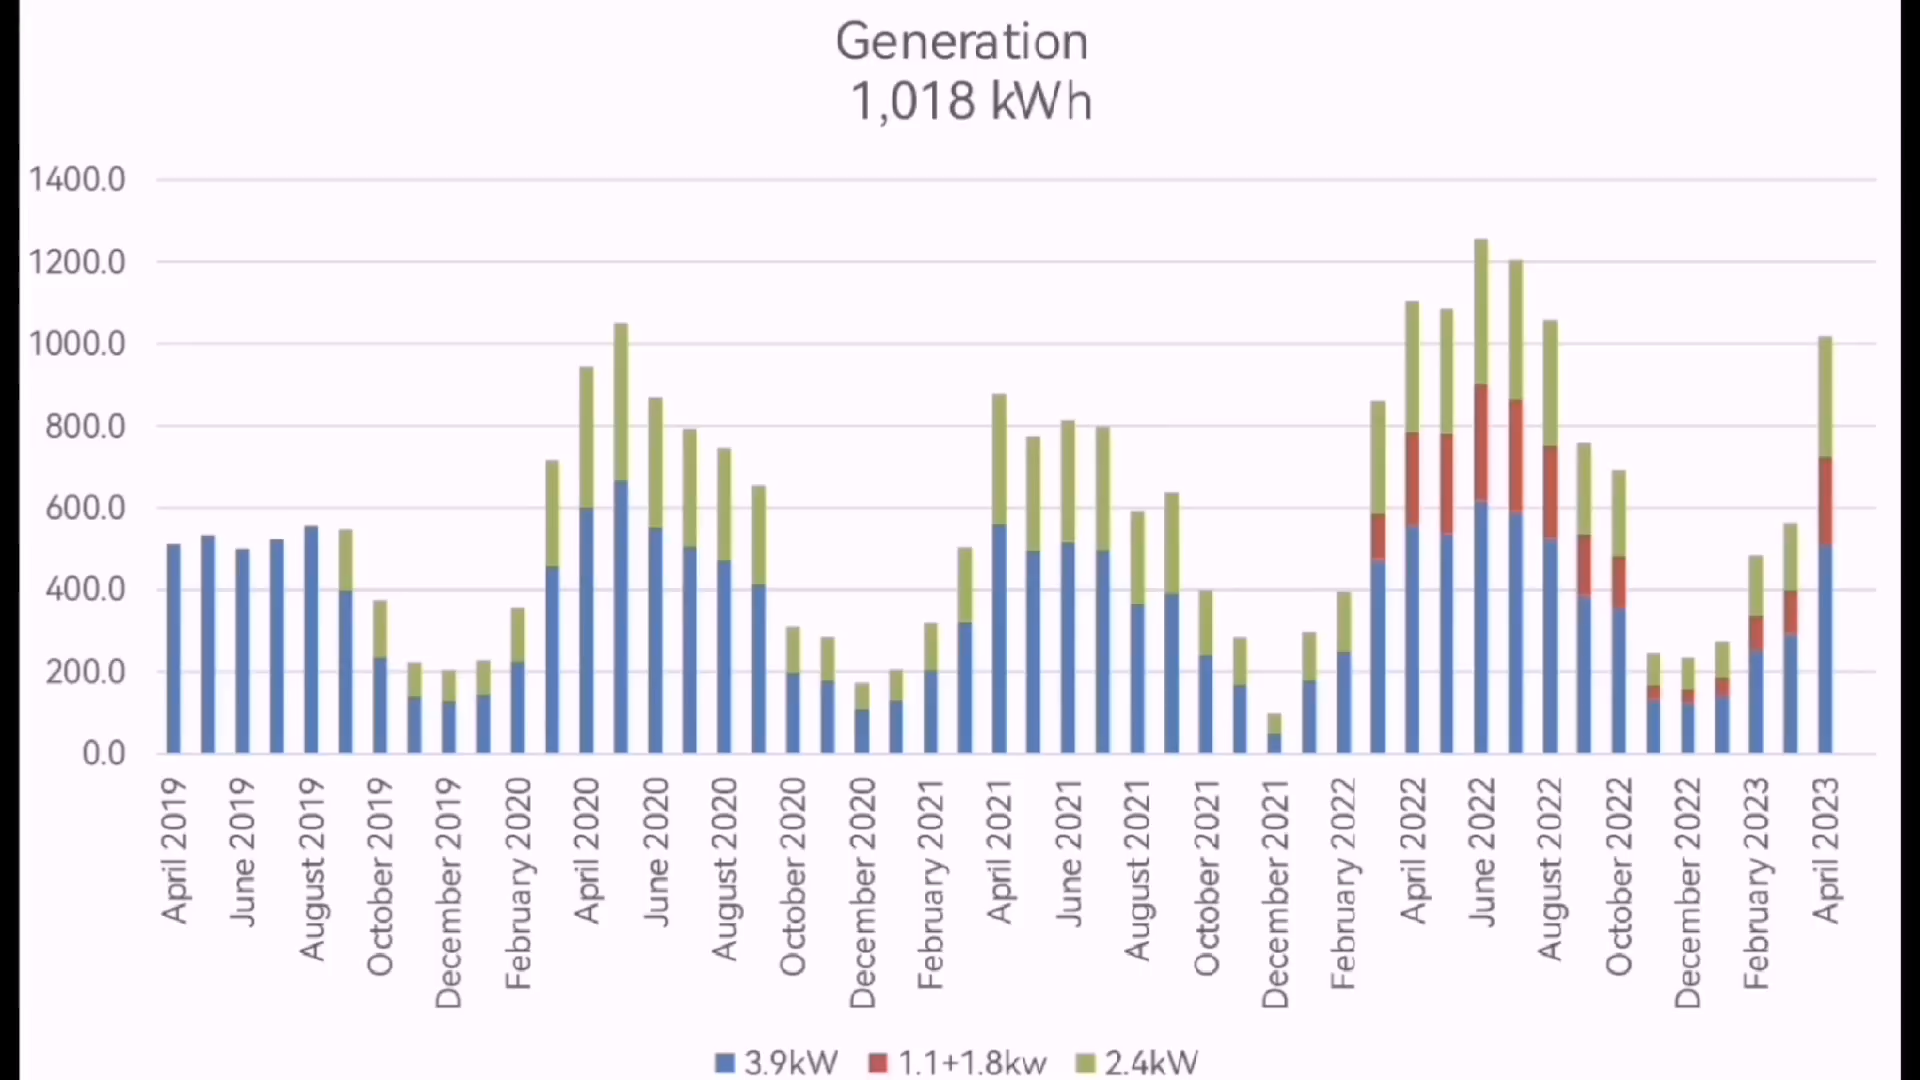 Generation
1,018 kWh
1400.0
1200.0
1000.0
800.0
600.0
400.0
200.0
0.0
April 2019
June 2019
August 2019
October 2019
December 2019
February 2020
April 2020
June 2020
August 2020
October 2020
December 2020
February 2021
April 2021
June 2021
August 2021
October 2021
December 2021
February 2022
April 2022
June 2022
August 2022
October 2022
December 2022
February 2023
April 2023
3.9kW 1.1+1.8kw 2.4kW